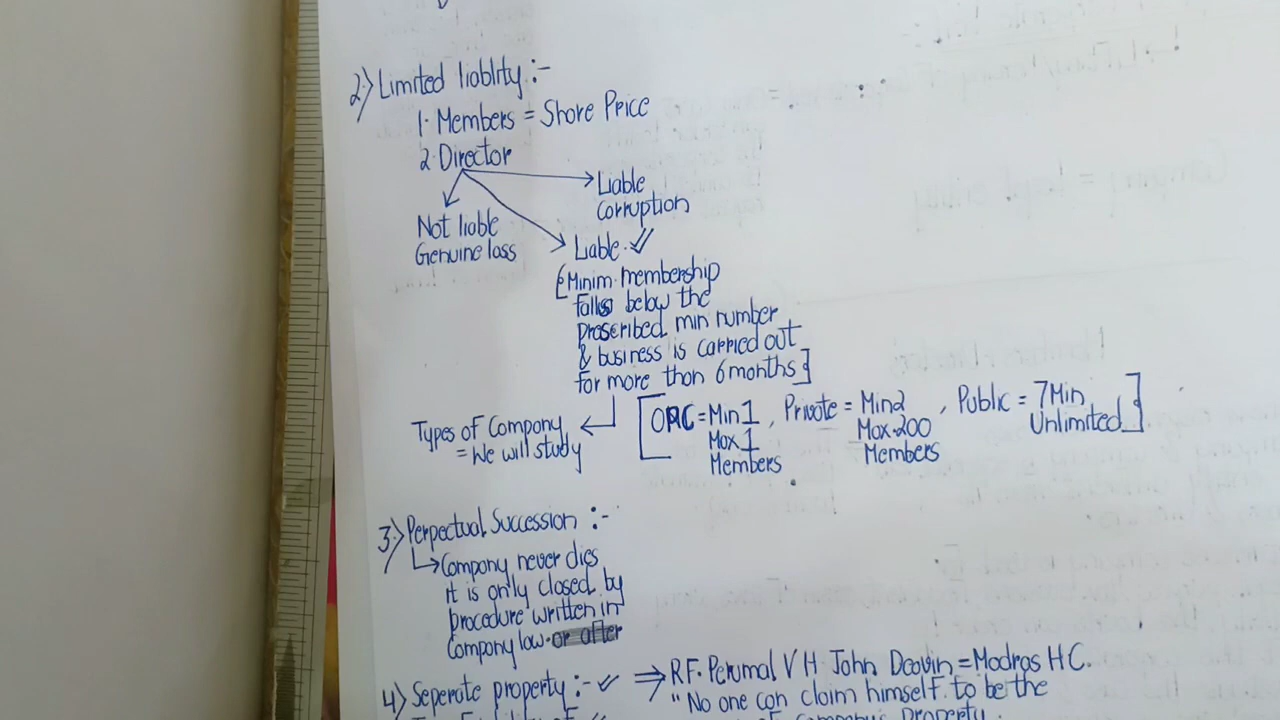 2) Limited liablity :-
1. Members = Share Price
2. Director
Liable
Corruption
Not liable
Genuine loss
Liable.
[Minim. membership
falls below the
prescribed min number
& business is carried out
for more than 6 months]
Types of Company
= We will study
[OPC = Min 1, Private = Min 2, Public = 7 Min
Max 1 Max. 200 Unlimited]
Members Members
3) Perpectual Succession :-
Company never dies
it is only closed by
procedure written in
Company law. or after
4) Seperate property :- ⇒ R.F. Perumal V H. John Deavin = Madras H.C.
"No one can claim himself to be the
of Company's Property.